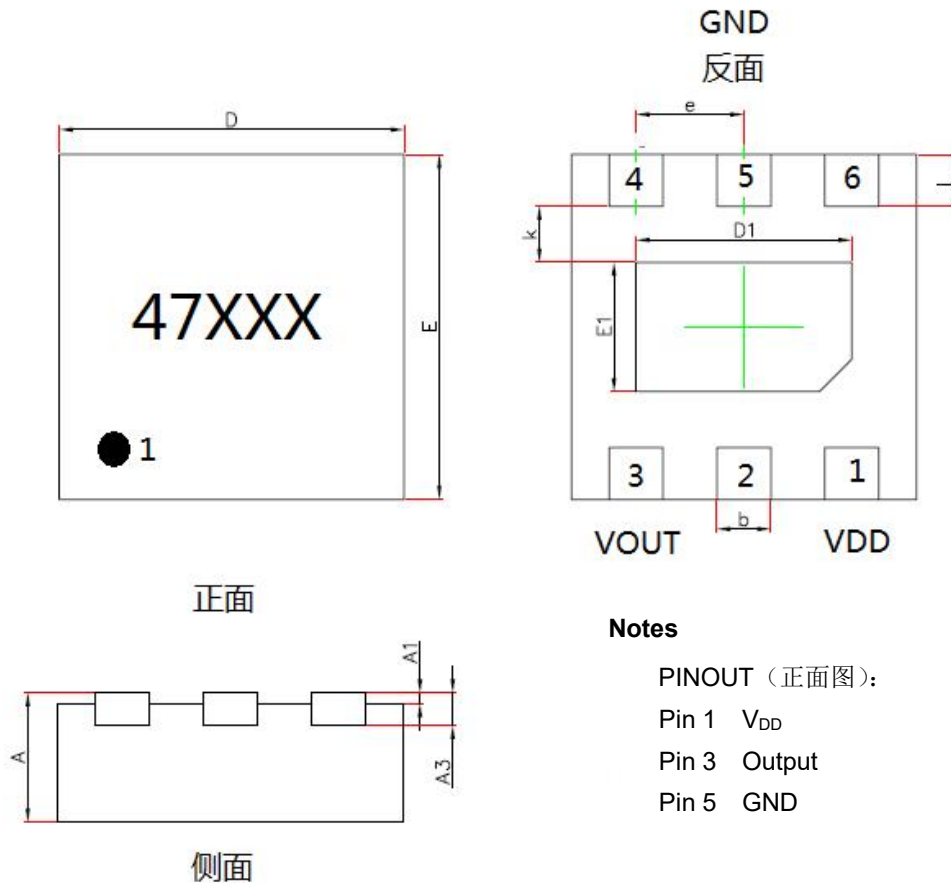 GND
反面
D
e
4
5
6
L
k
D1
47XXX
E
E1
1
3
2
1
b
VOUT
VDD
正面
Notes
PINOUT（正面图）：
Pin 1 VDD
Pin 3 Output
Pin 5 GND
A1
A
A3
侧面